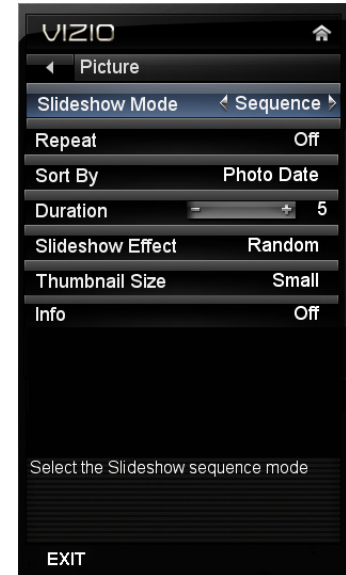 VIZIO
Picture
Slideshow Mode Sequence
Repeat Off
Sort By Photo Date
Duration - + 5
Slideshow Effect Random
Thumbnail Size Small
Info Off
Select the Slideshow sequence mode
EXIT